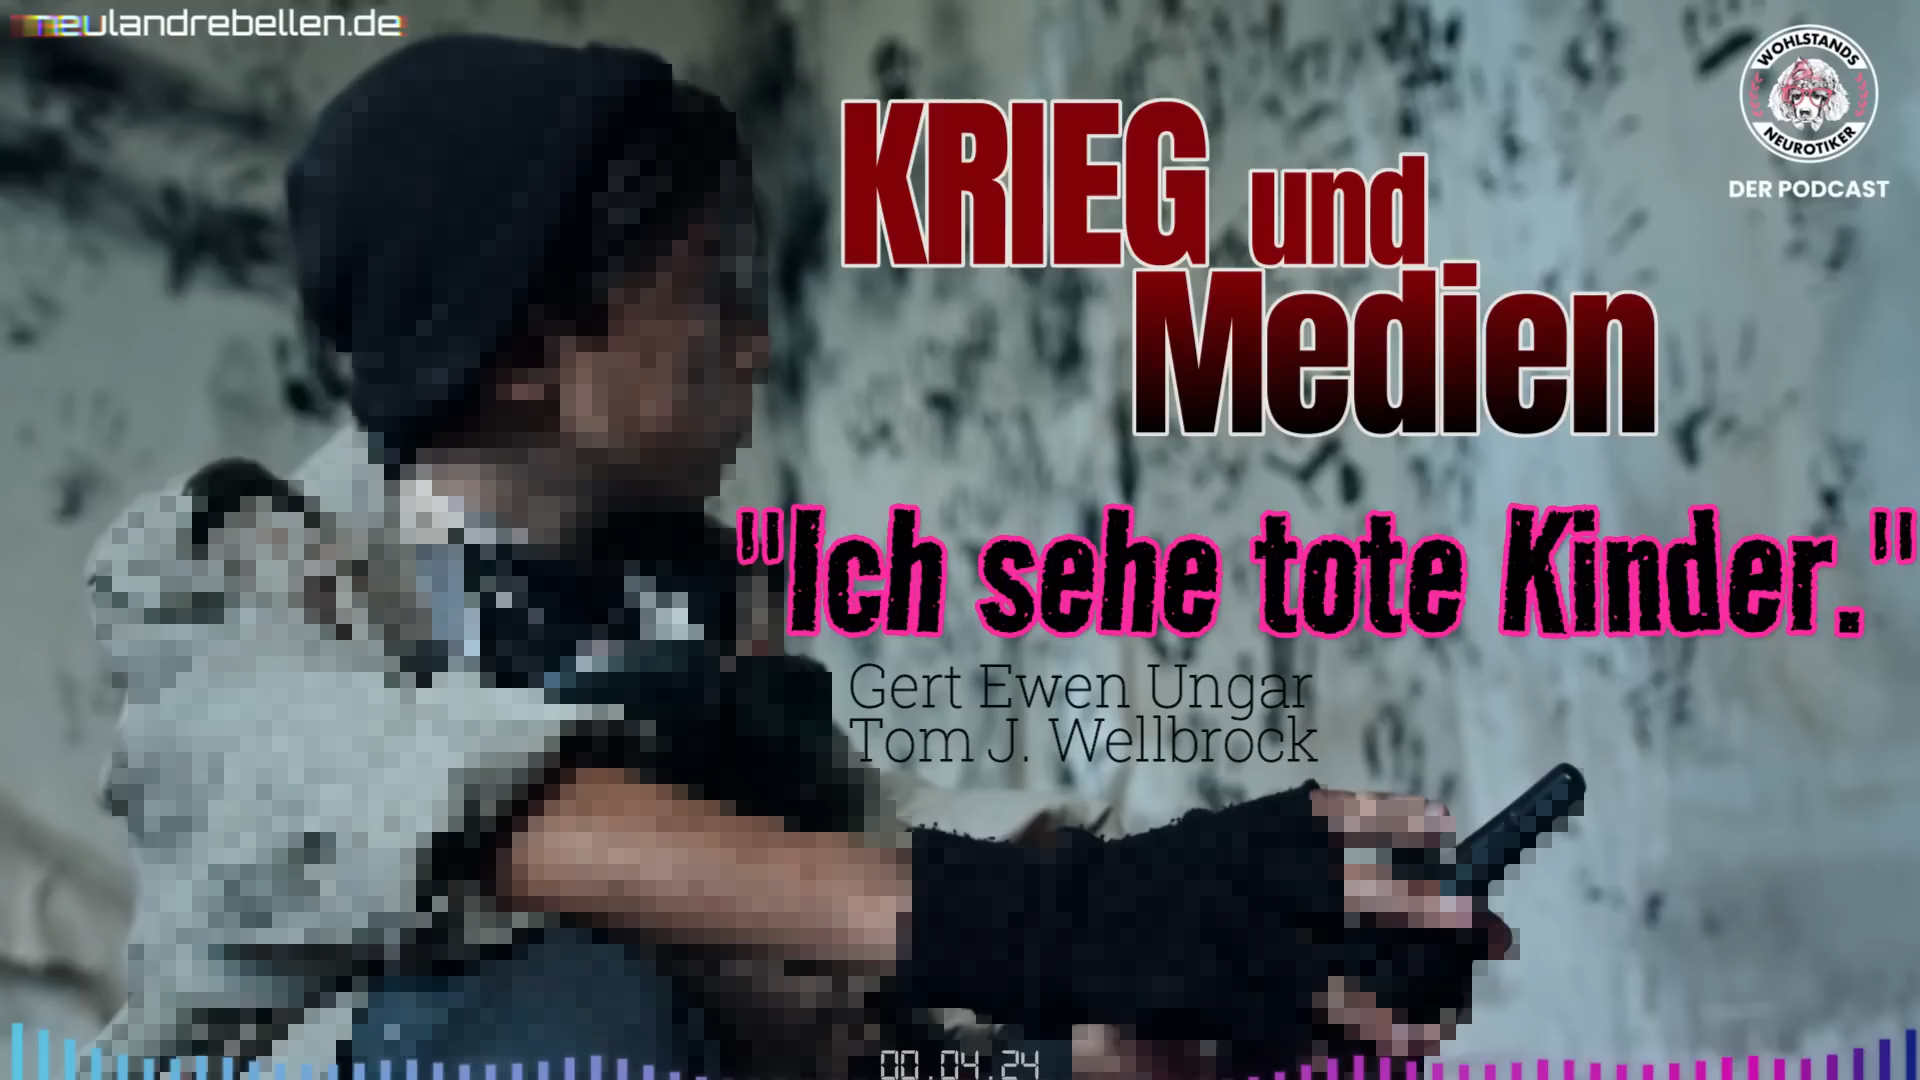 neulandrebellen.de
WOHLSTANDS
NEUROTIKER
DER PODCAST
KRIEG und
Medien
"Ich sehe tote Kinder."
Gert Ewen Ungar
Tom J. Wellbrock
00.04.24